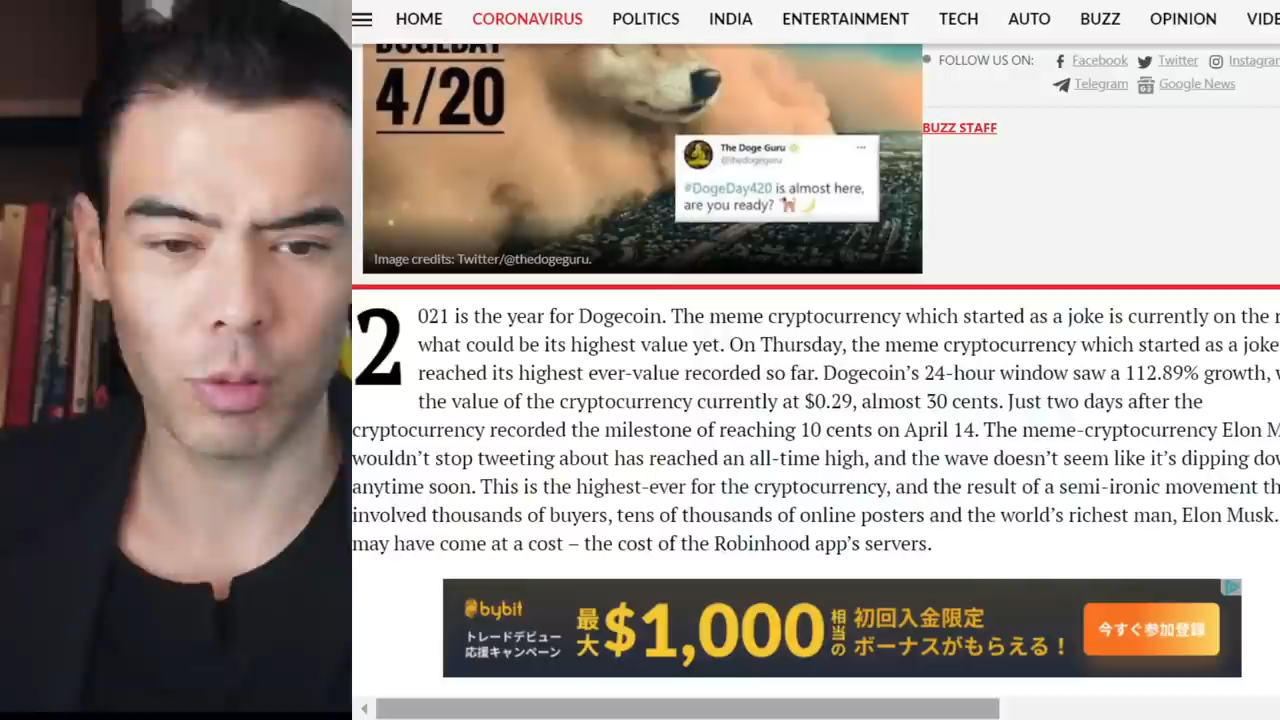 HOME CORONAVIRUS POLITICS INDIA ENTERTAINMENT TECH AUTO BUZZ OPINION
DOGEDAY
4/20
The Doge Guru
@thedogeguru
#DogeDay420 is almost here,
are you ready?
Image credits: Twitter/@thedogeguru.
FOLLOW US ON: Facebook Twitter Instagram
Telegram Google News
BUZZ STAFF
2021 is the year for Dogecoin. The meme cryptocurrency which started as a joke is currently on the
what could be its highest value yet. On Thursday, the meme cryptocurrency which started as a joke
reached its highest ever-value recorded so far. Dogecoin's 24-hour window saw a 112.89% growth,
the value of the cryptocurrency currently at $0.29, almost 30 cents. Just two days after the
cryptocurrency recorded the milestone of reaching 10 cents on April 14. The meme-cryptocurrency Elon
wouldn't stop tweeting about has reached an all-time high, and the wave doesn't seem like it's dipping
anytime soon. This is the highest-ever for the cryptocurrency, and the result of a semi-ironic movement
involved thousands of buyers, tens of thousands of online posters and the world's richest man, Elon Musk.
may have come at a cost – the cost of the Robinhood app's servers.
bybit
トレードデビュー
応援キャンペーン
最大$1,000相当の
初回入金限定
ボーナスがもらえる！
今すぐ参加登録